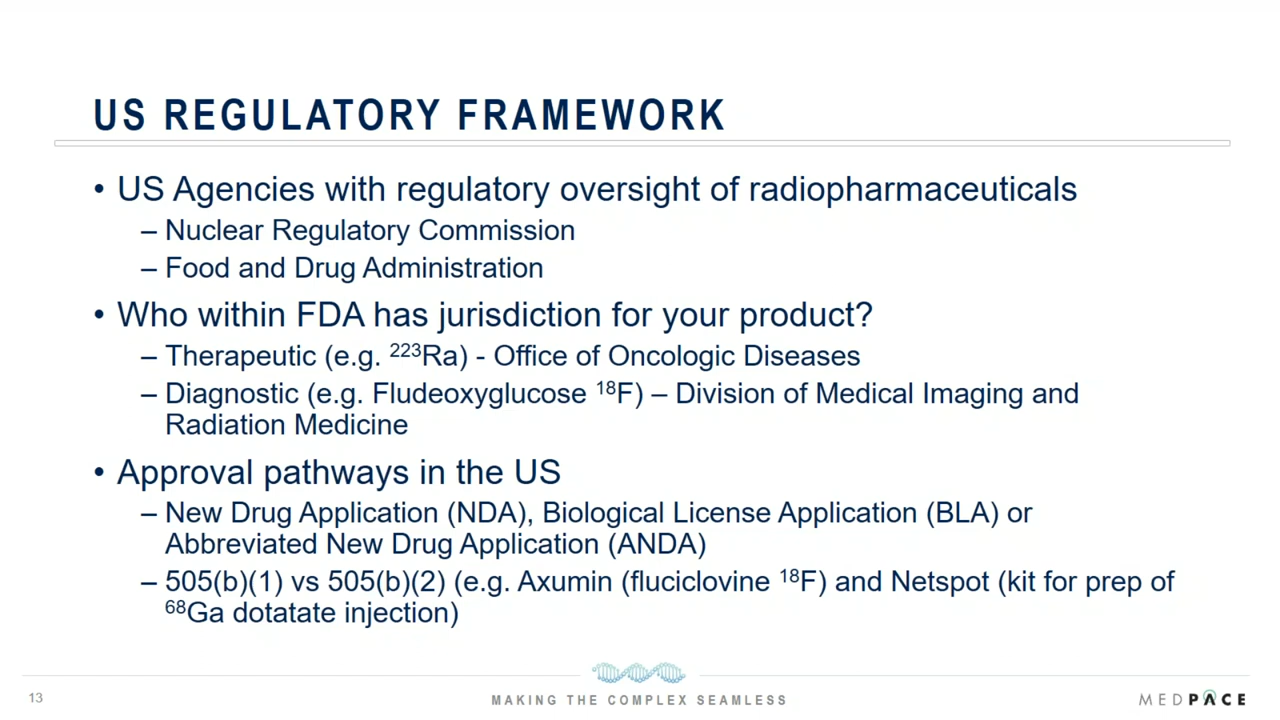 US REGULATORY FRAMEWORK
• US Agencies with regulatory oversight of radiopharmaceuticals
– Nuclear Regulatory Commission
– Food and Drug Administration
• Who within FDA has jurisdiction for your product?
– Therapeutic (e.g. ²²³Ra) - Office of Oncologic Diseases
– Diagnostic (e.g. Fludeoxyglucose ¹⁸F) – Division of Medical Imaging and
Radiation Medicine
• Approval pathways in the US
– New Drug Application (NDA), Biological License Application (BLA) or
Abbreviated New Drug Application (ANDA)
– 505(b)(1) vs 505(b)(2) (e.g. Axumin (fluciclovine ¹⁸F) and Netspot (kit for prep of
⁶⁸Ga dotatate injection)
13
MAKING THE COMPLEX SEAMLESS
MEDPACE